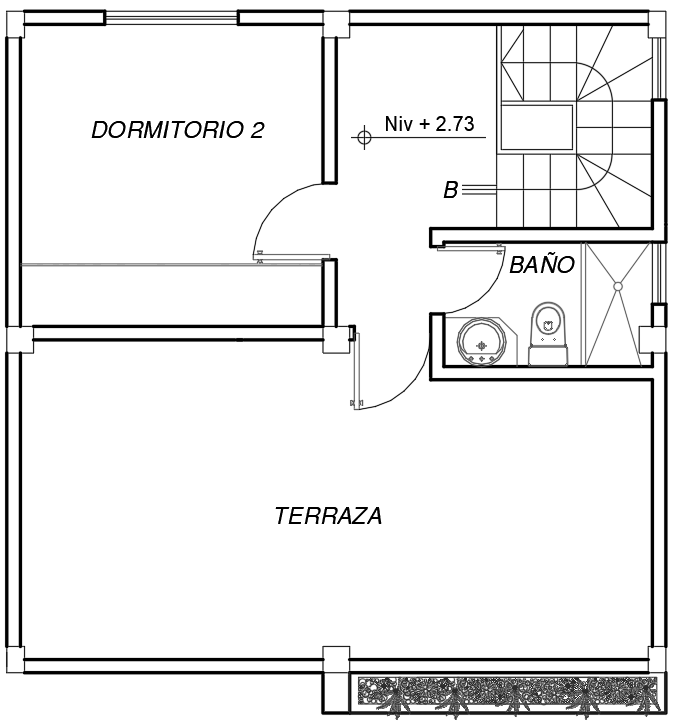 DORMITORIO 2
Niv + 2.73
B
BAÑO
TERRAZA